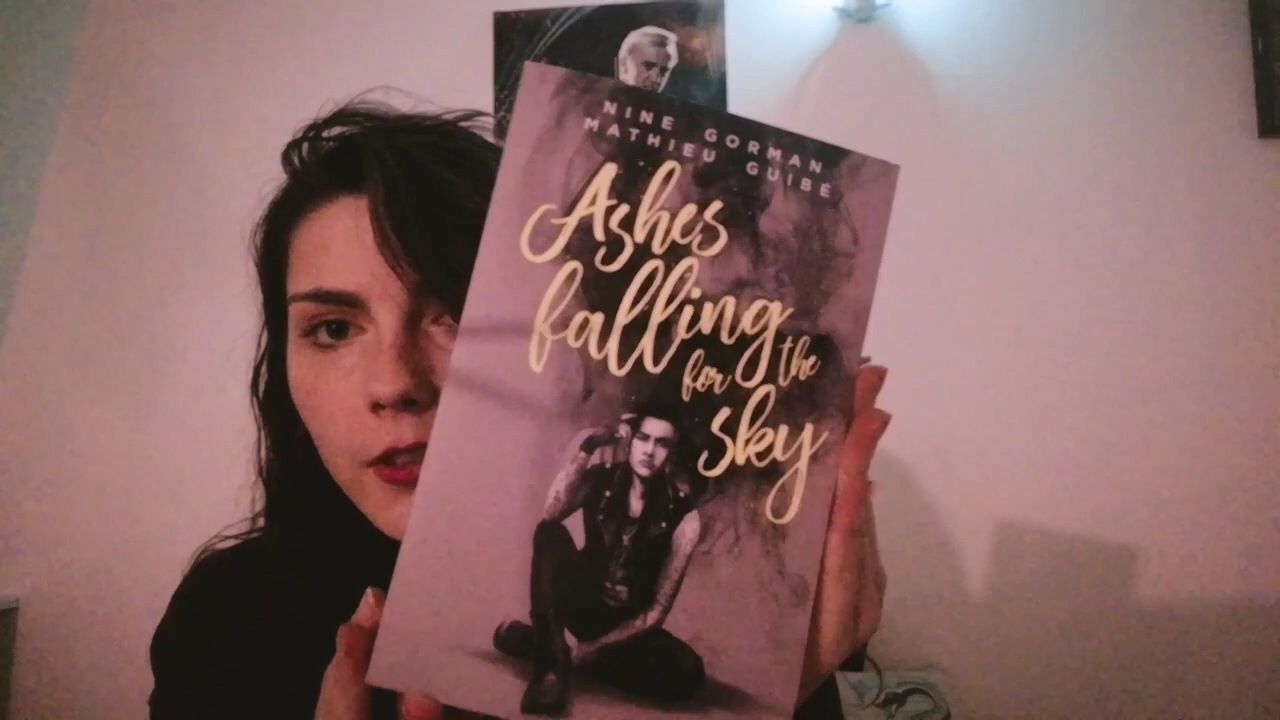 NINE GORMAN
MATHIEU GUIBÉ
Ashes
falling
for the
sky